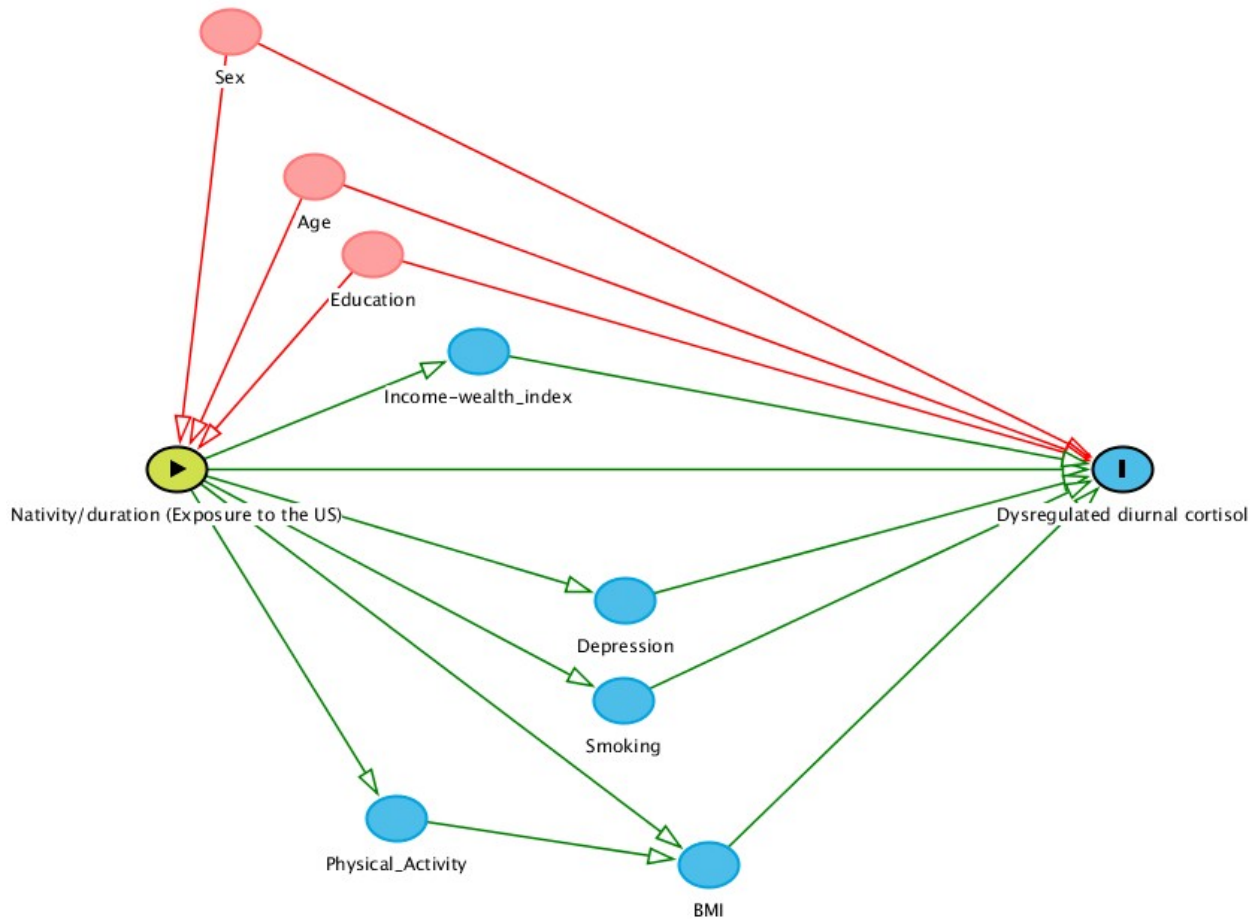 Sex
Age
Education
Income-wealth_index
Nativity/duration (Exposure to the US)
Dysregulated diurnal cortisol
Depression
Smoking
Physical_Activity
BMI